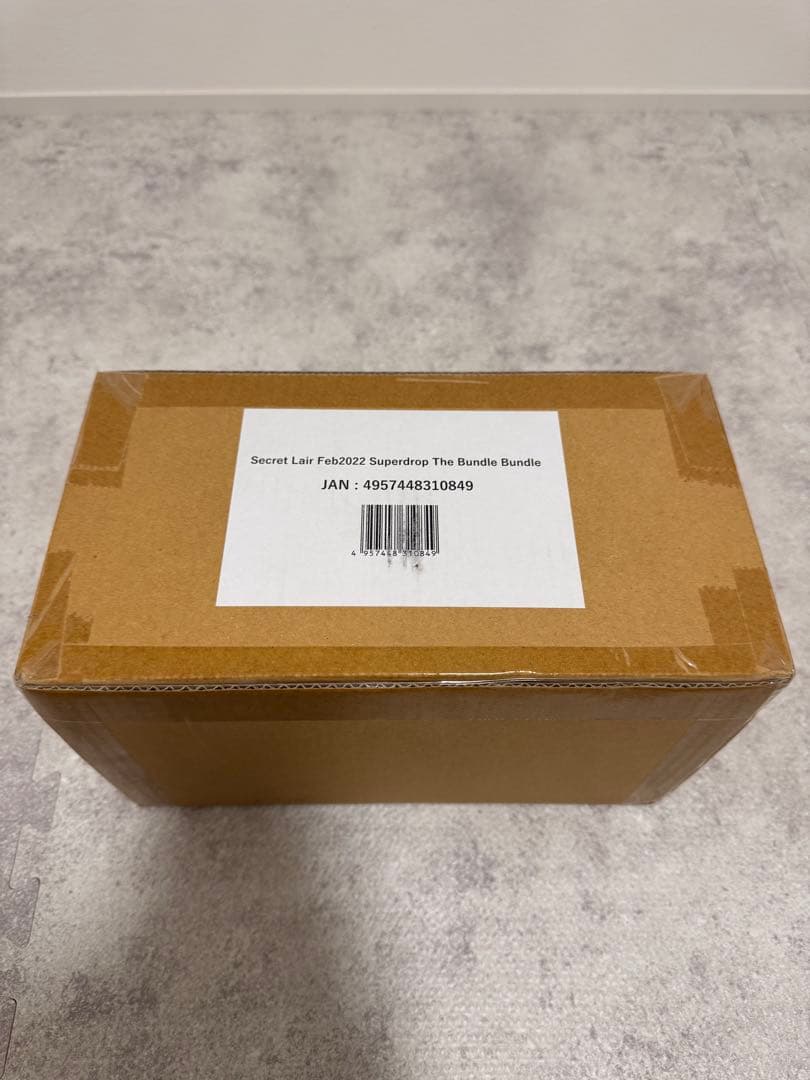 Secret Lair Feb2022 Superdrop The Bundle Bundle
JAN : 4957448310849
4 957448 310849